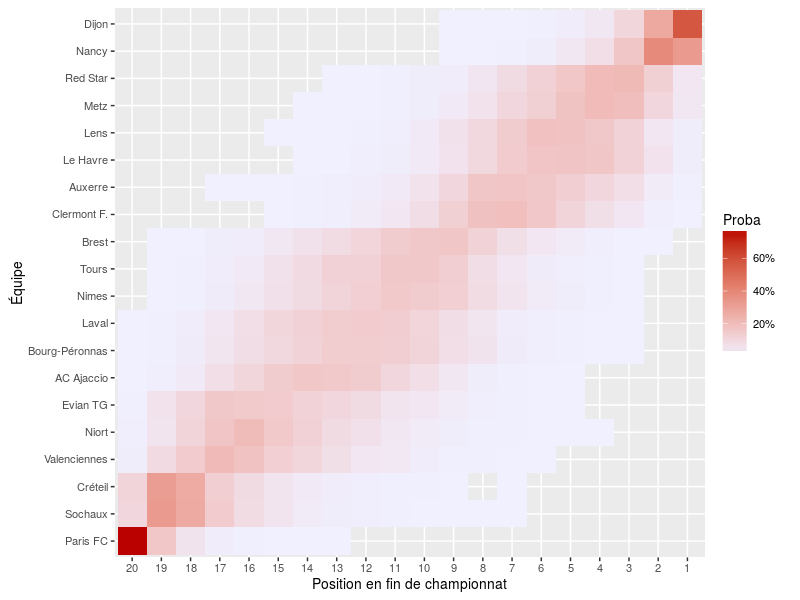 Équipe
Dijon
Nancy
Red Star
Metz
Lens
Le Havre
Auxerre
Clermont F.
Brest
Tours
Nimes
Laval
Bourg-Péronnas
AC Ajaccio
Evian TG
Niort
Valenciennes
Créteil
Sochaux
Paris FC
20 19 18 17 16 15 14 13 12 11 10 9 8 7 6 5 4 3 2 1
Position en fin de championnat
Proba
60%
40%
20%